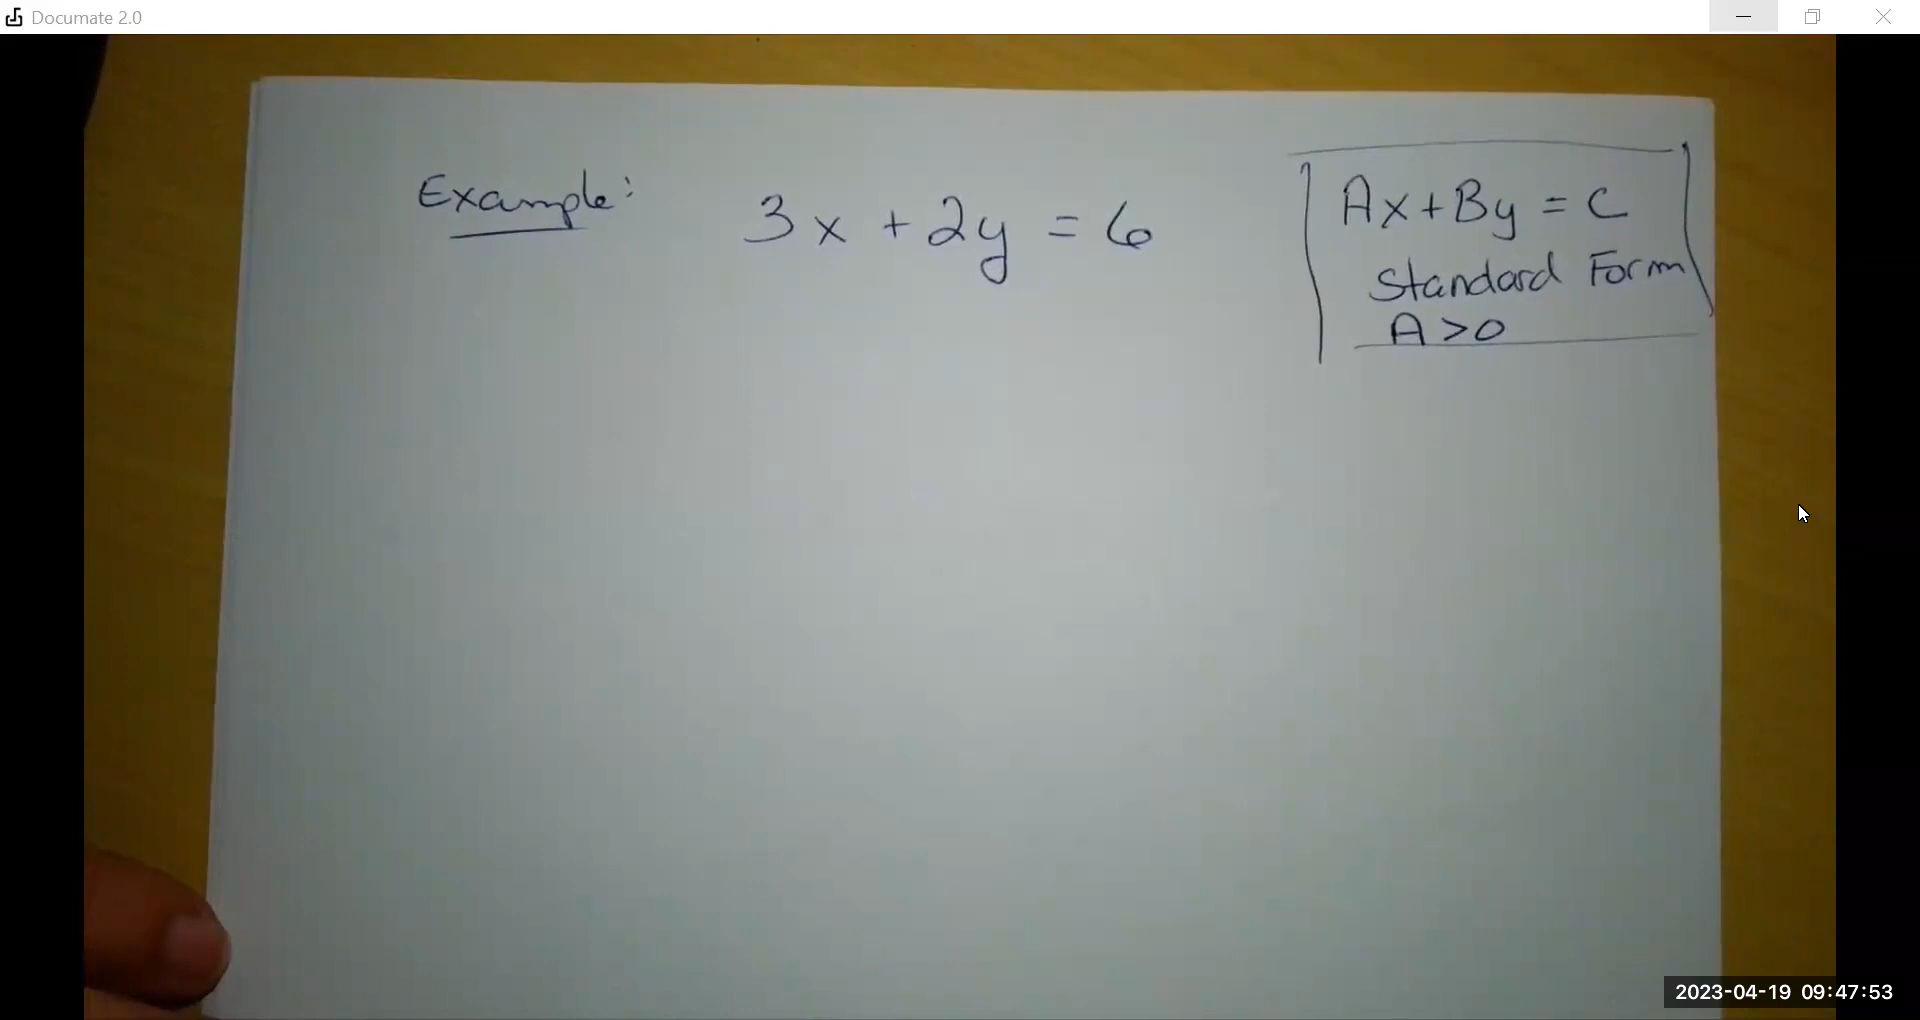 Documate 2.0
Example:
3x + 2y = 6
Ax + By = C
Standard Form
A > 0
2023-04-19 09:47:53